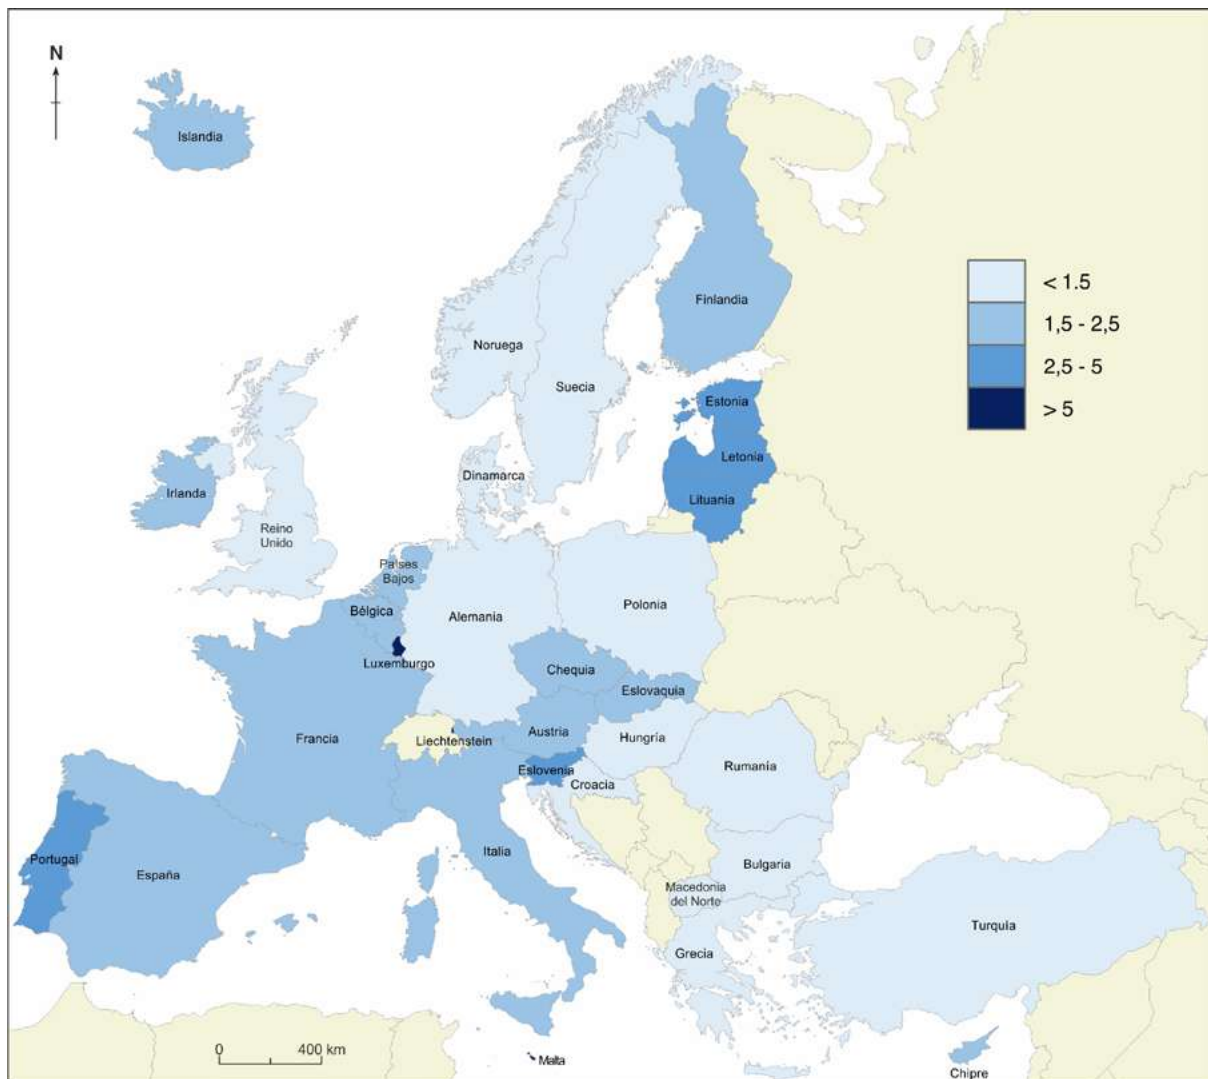 N
Islandia
< 1.5
1,5 - 2,5
2,5 - 5
> 5
Finlandia
Noruega
Suecia
Estonia
Letonia
Lituania
Dinamarca
Irlanda
Reino
Unido
Países
Bajos
Bélgica
Alemania
Polonia
Luxemburgo
Chequia
Eslovaquia
Francia
Liechtenstein
Austria
Hungría
Eslovenia
Croacia
Rumanía
Portugal
España
Italia
Bulgaria
Macedonia
del Norte
Grecia
Turquía
0 400 km
Malta
Chipre